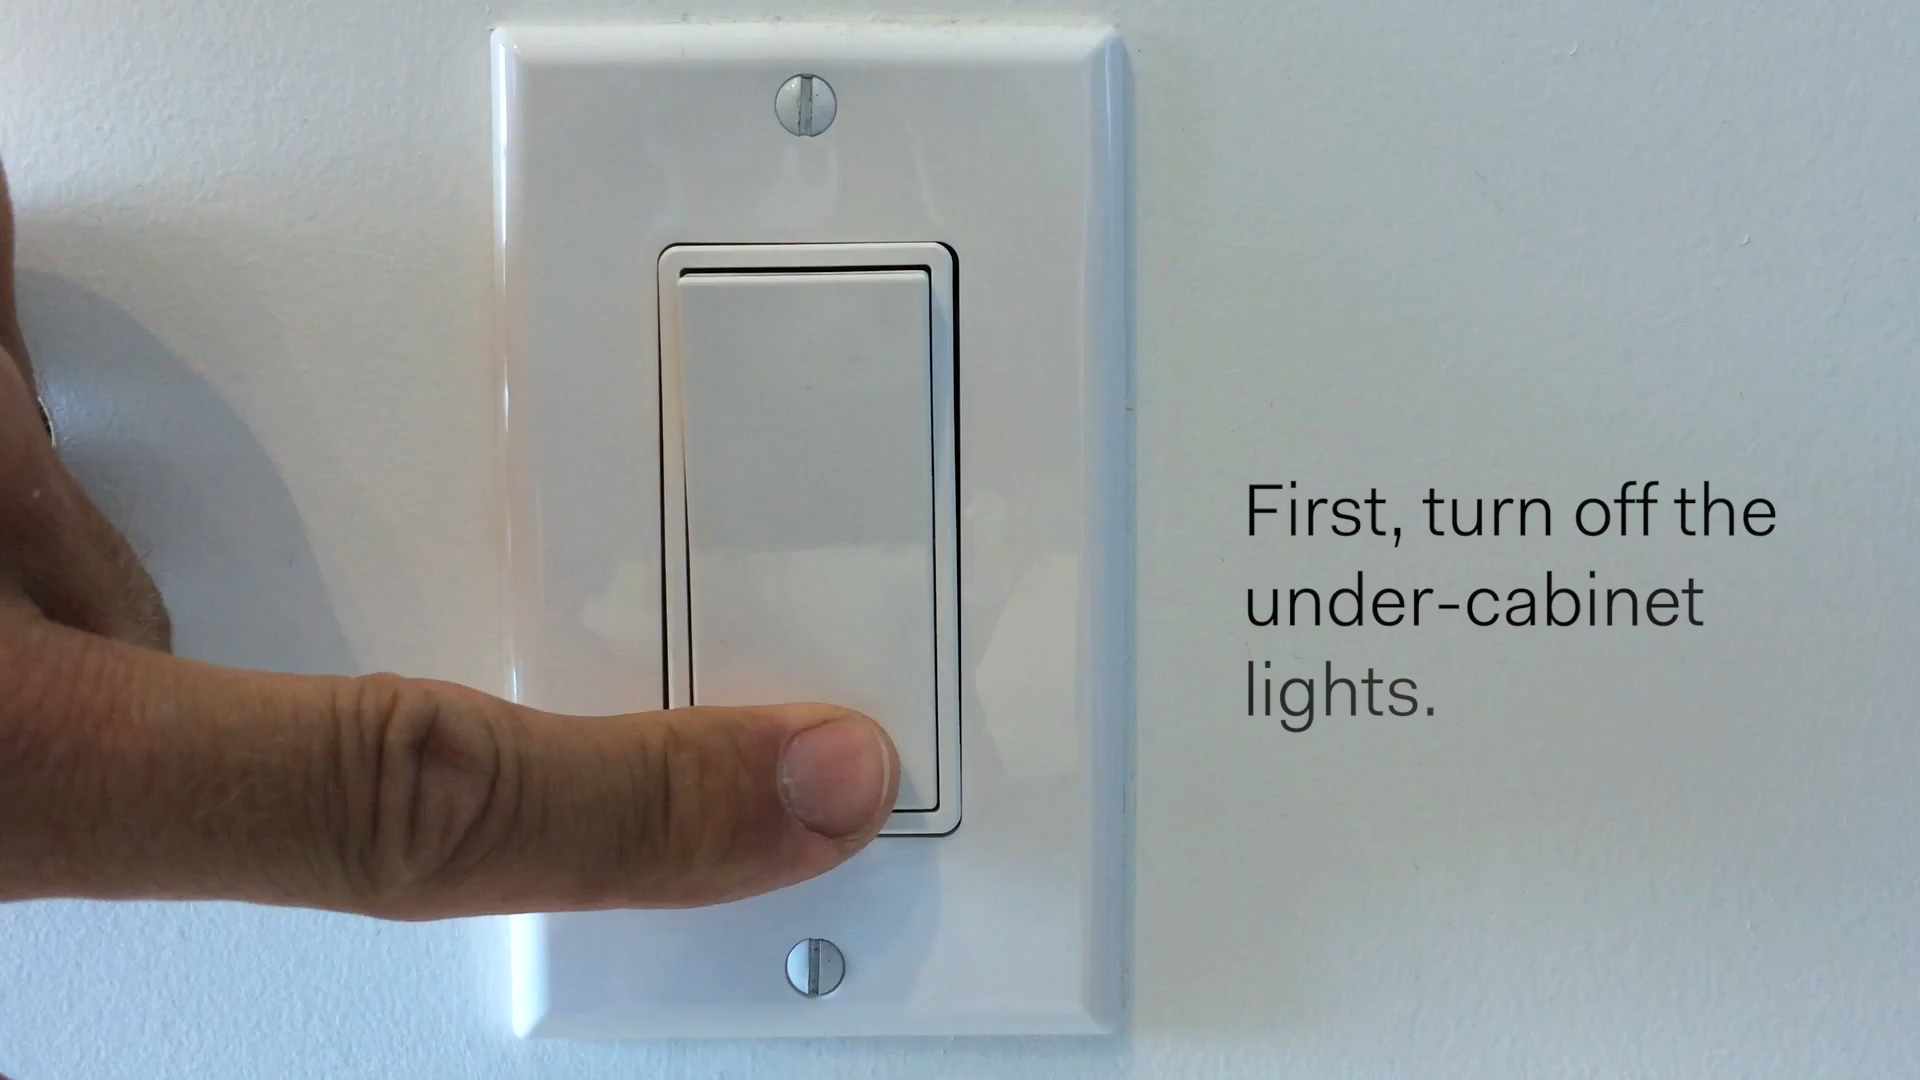 First, turn off the
under-cabinet
lights.